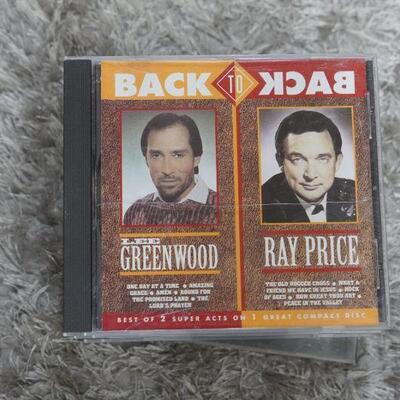 BACK TO BACK
LEE
GREENWOOD
ONE DAY AT A TIME • AMAZING
GRACE • AMEN • BOUND FOR
THE PROMISED LAND • THE
LORD'S PRAYER
RAY PRICE
THE OLD RUGGED CROSS • WHAT A
FRIEND WE HAVE IN JESUS • ROCK
OF AGES • HOW GREAT THOU ART •
PEACE IN THE VALLEY
BEST OF 2 SUPER ACTS ON 1 GREAT COMPACT DISC